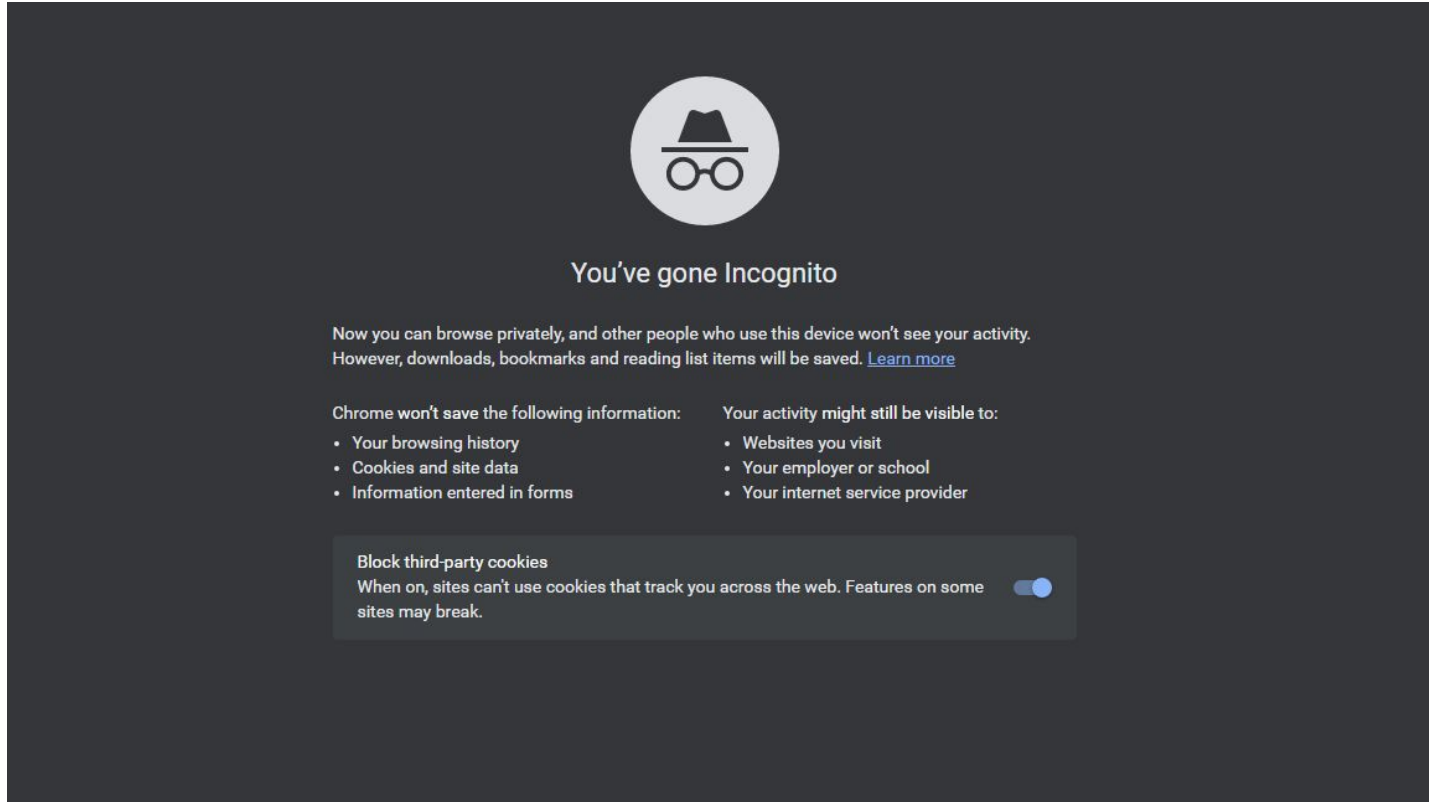 You’ve gone Incognito
Now you can browse privately, and other people who use this device won’t see your activity.
However, downloads, bookmarks and reading list items will be saved. Learn more
Chrome won’t save the following information:
• Your browsing history
• Cookies and site data
• Information entered in forms
Your activity might still be visible to:
• Websites you visit
• Your employer or school
• Your internet service provider
Block third-party cookies
When on, sites can't use cookies that track you across the web. Features on some
sites may break.